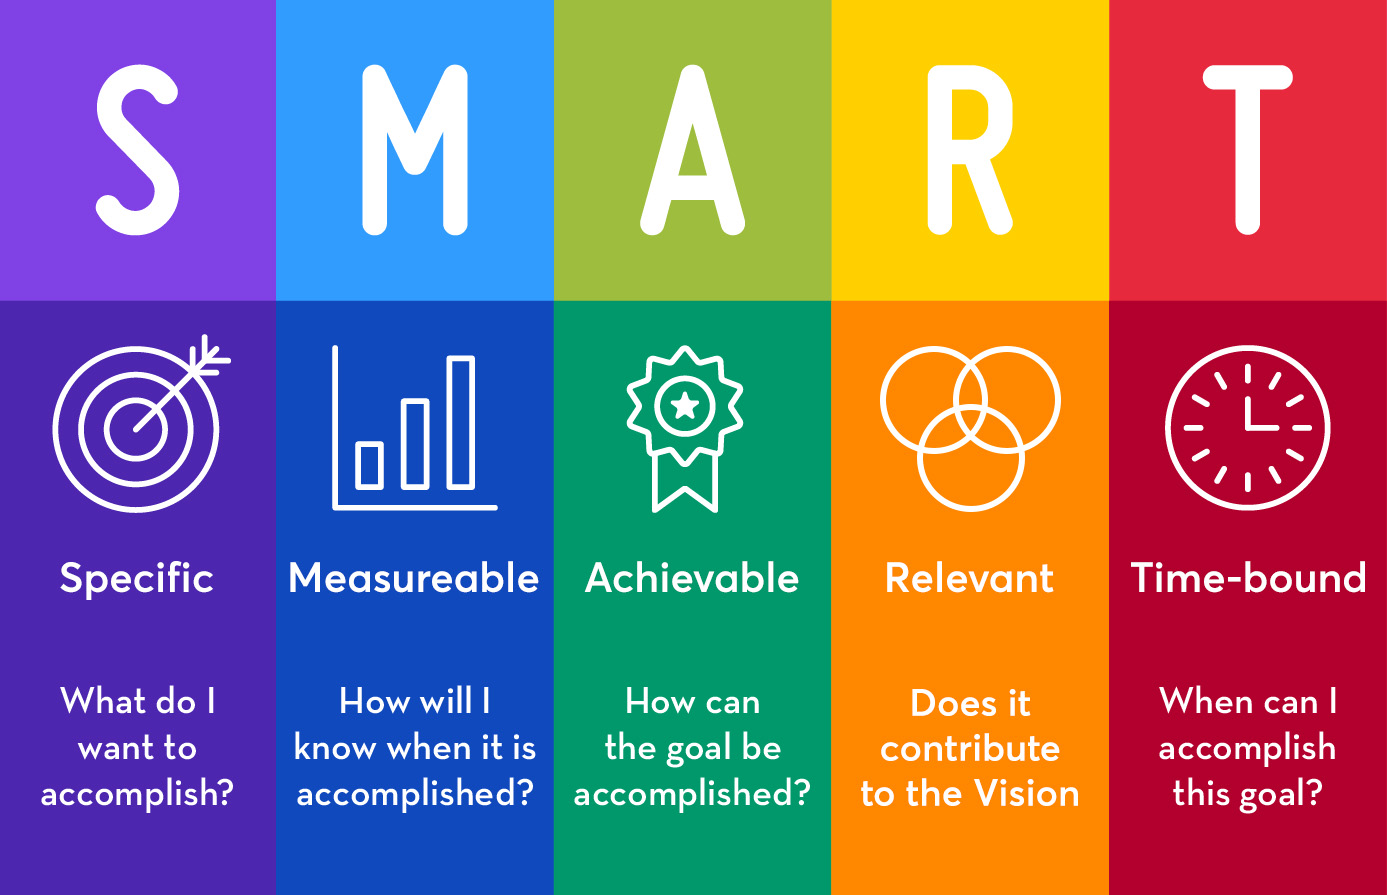 S M A R T
Specific
Measureable
Achievable
Relevant
Time-bound
What do I
want to
accomplish?
How will I
know when it is
accomplished?
How can
the goal be
accomplished?
Does it
contribute
to the Vision
When can I
accomplish
this goal?